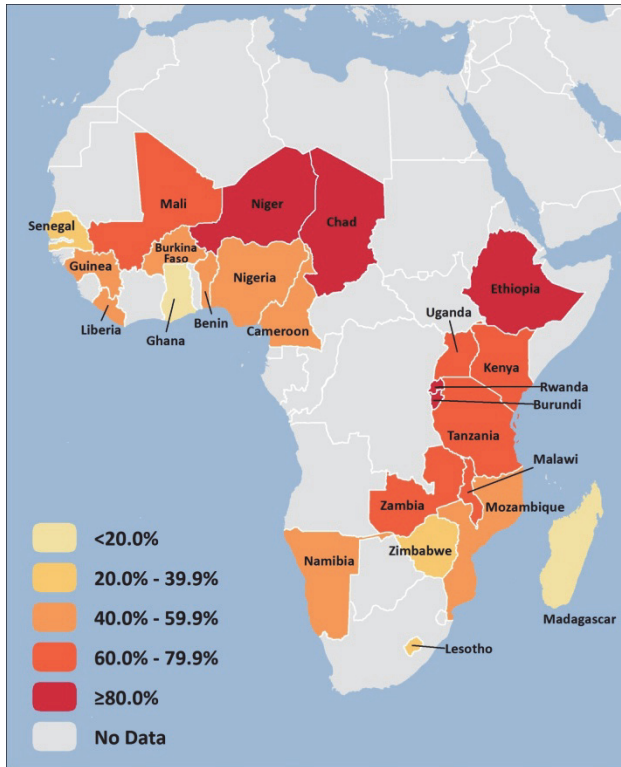 Mali
Niger
Chad
Senegal
Burkina
Faso
Guinea
Nigeria
Ethiopia
Liberia
Ghana
Benin
Cameroon
Uganda
Kenya
Rwanda
Burundi
Tanzania
Malawi
Zambia
Mozambique
Zimbabwe
Namibia
Madagascar
Lesotho
<20.0%
20.0% - 39.9%
40.0% - 59.9%
60.0% - 79.9%
≥80.0%
No Data